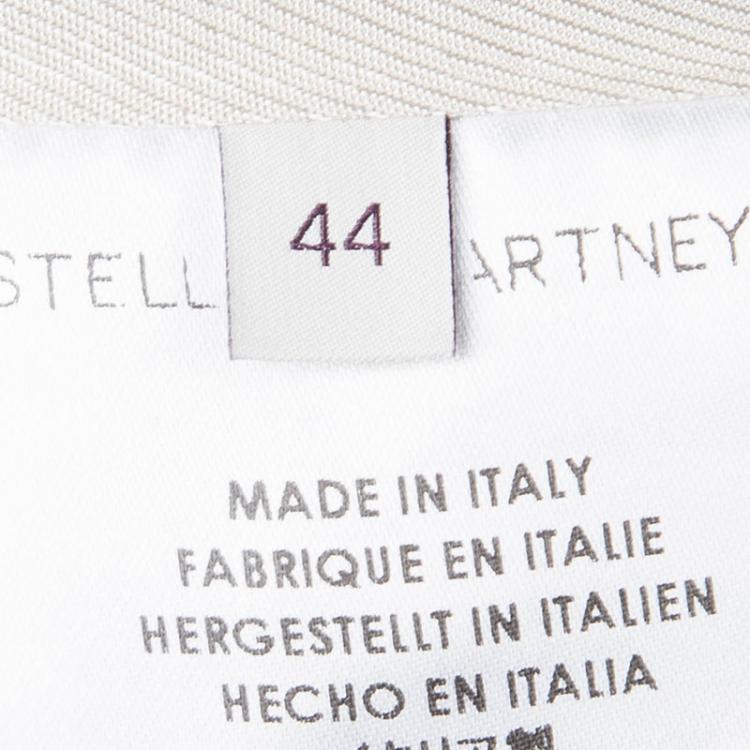 44
STELL ARTNEY
MADE IN ITALY
FABRIQUE EN ITALIE
HERGESTELLT IN ITALIEN
HECHO EN ITALIA